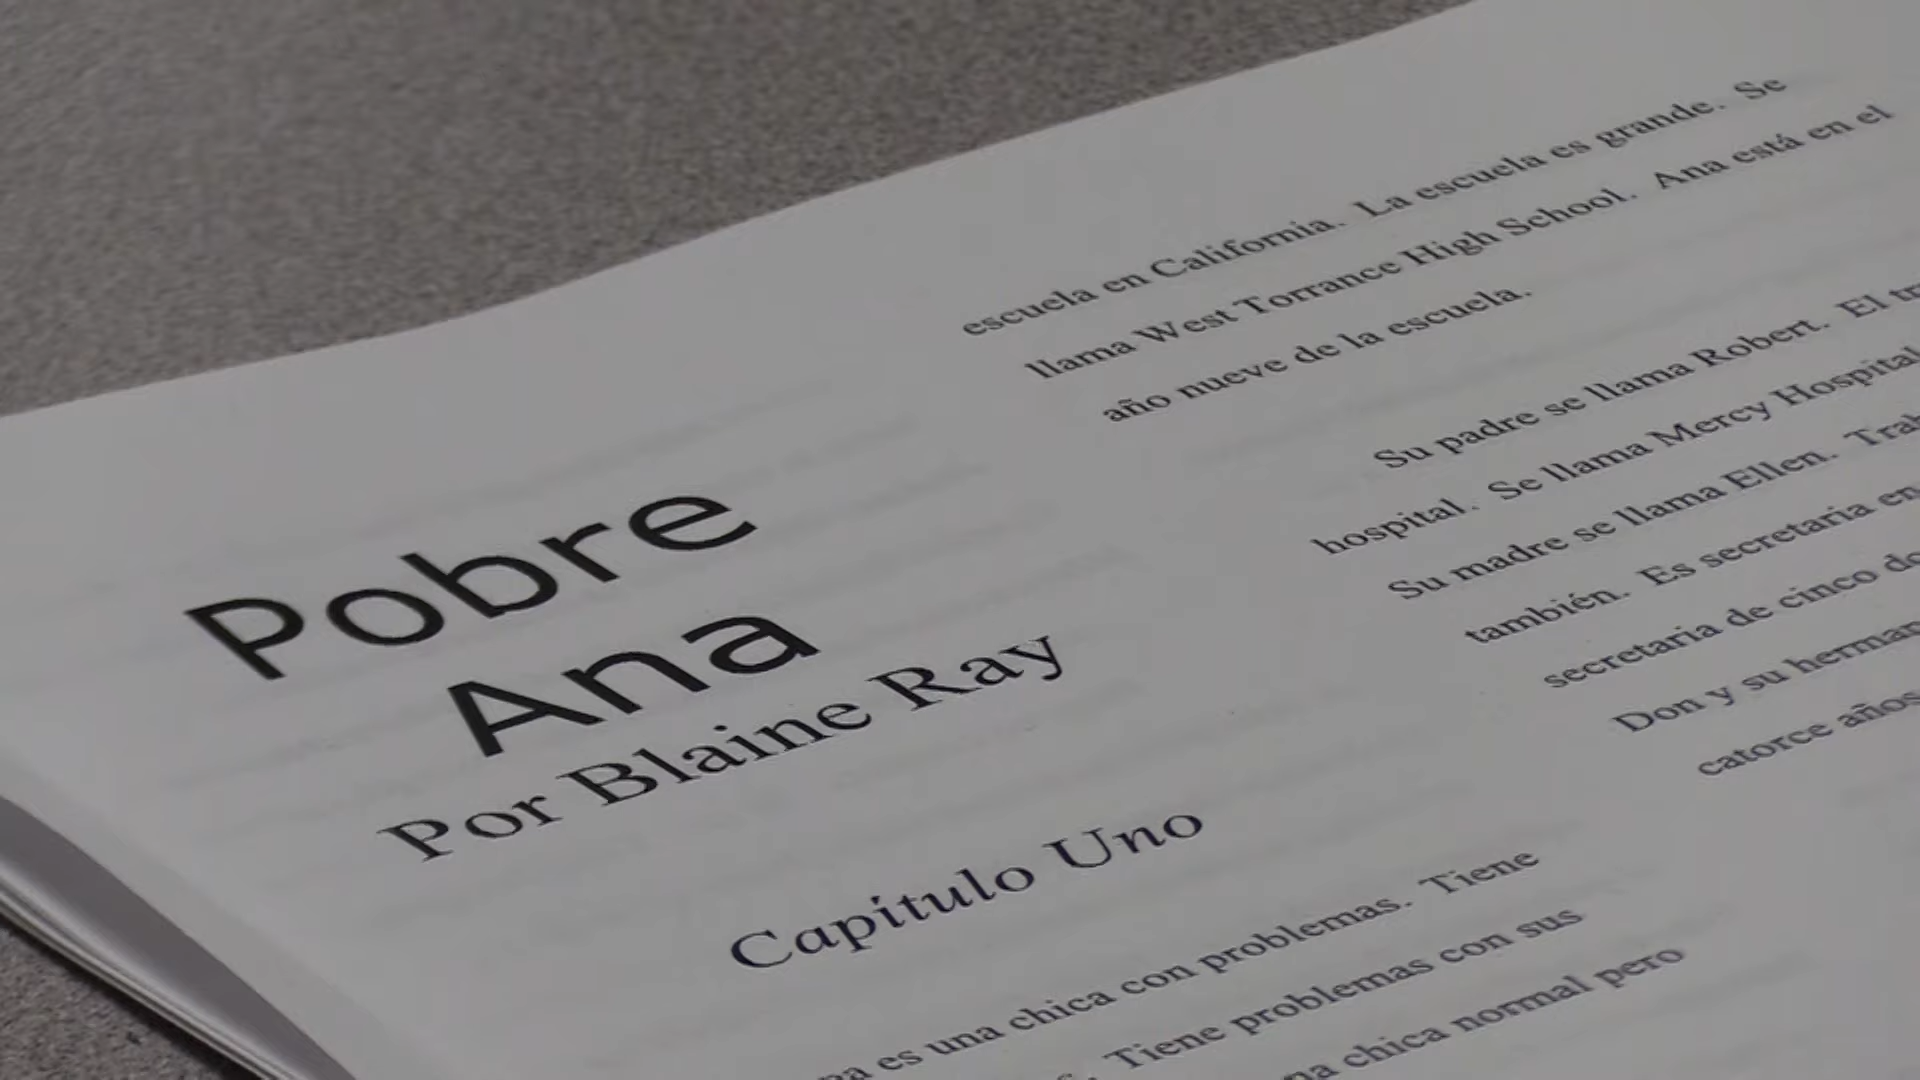 Pobre
Ana
Por Blaine Ray
Capítulo Uno
es una chica con problemas. Tiene
Tiene problemas con sus
chica normal pero
escuela en California. La escuela es grande. Se
llama West Torrance High School. Ana está en el
año nueve de la escuela.
Su padre se llama Robert. El
hospital. Se llama Mercy Hospital
Su madre se llama Ellen.
también. Es secretaria en
secretaria de cinco
Don y su
catorce años